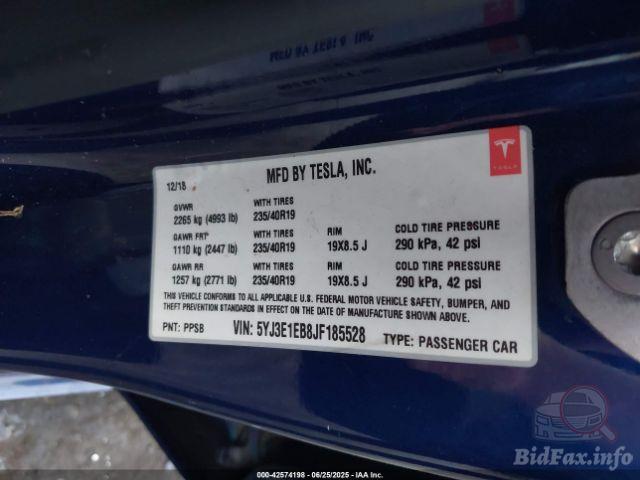 MFD BY TESLA, INC.
12/18
MFD BY TESLA, INC.
TESLA
GVWR WITH TIRES
2265 kg (4993 lb) 235/40R19
GAWR FRT WITH TIRES RIM COLD TIRE PRESSURE
1110 kg (2447 lb) 235/40R19 19X8.5 J 290 kPa, 42 psi
GAWR RR WITH TIRES RIM COLD TIRE PRESSURE
1257 kg (2771 lb) 235/40R19 19X8.5 J 290 kPa, 42 psi
THIS VEHICLE CONFORMS TO ALL APPLICABLE U.S. FEDERAL MOTOR VEHICLE SAFETY, BUMPER, AND
THEFT PREVENTION STANDARDS IN EFFECT ON THE DATE OF MANUFACTURE SHOWN ABOVE.
PNT: PPSB VIN: 5YJ3E1EB8JF185528 TYPE: PASSENGER CAR
BidFax.info
000-42574198 - 06/25/2025 - IAA Inc.